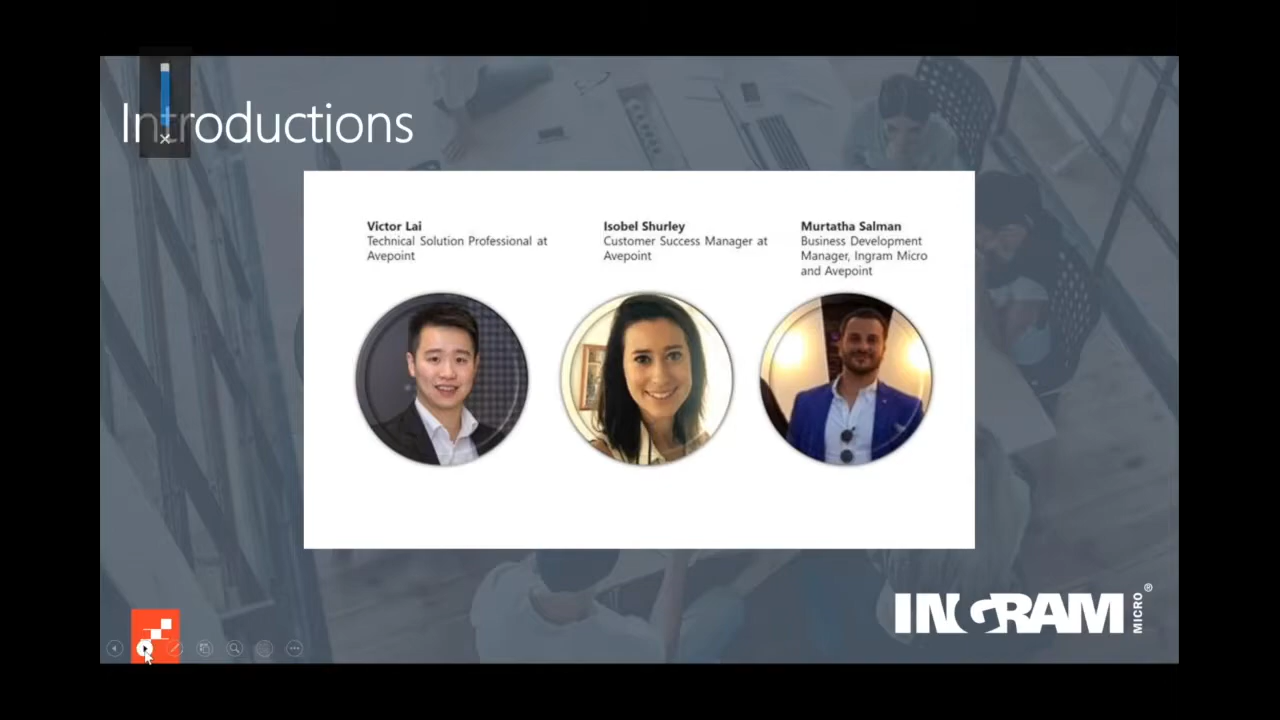 Introductions
Victor Lai
Technical Solution Professional at
Avepoint
Isobel Shurley
Customer Success Manager at
Avepoint
Murtatha Salman
Business Development
Manager, Ingram Micro
and Avepoint
INGRAM
MICRO
®